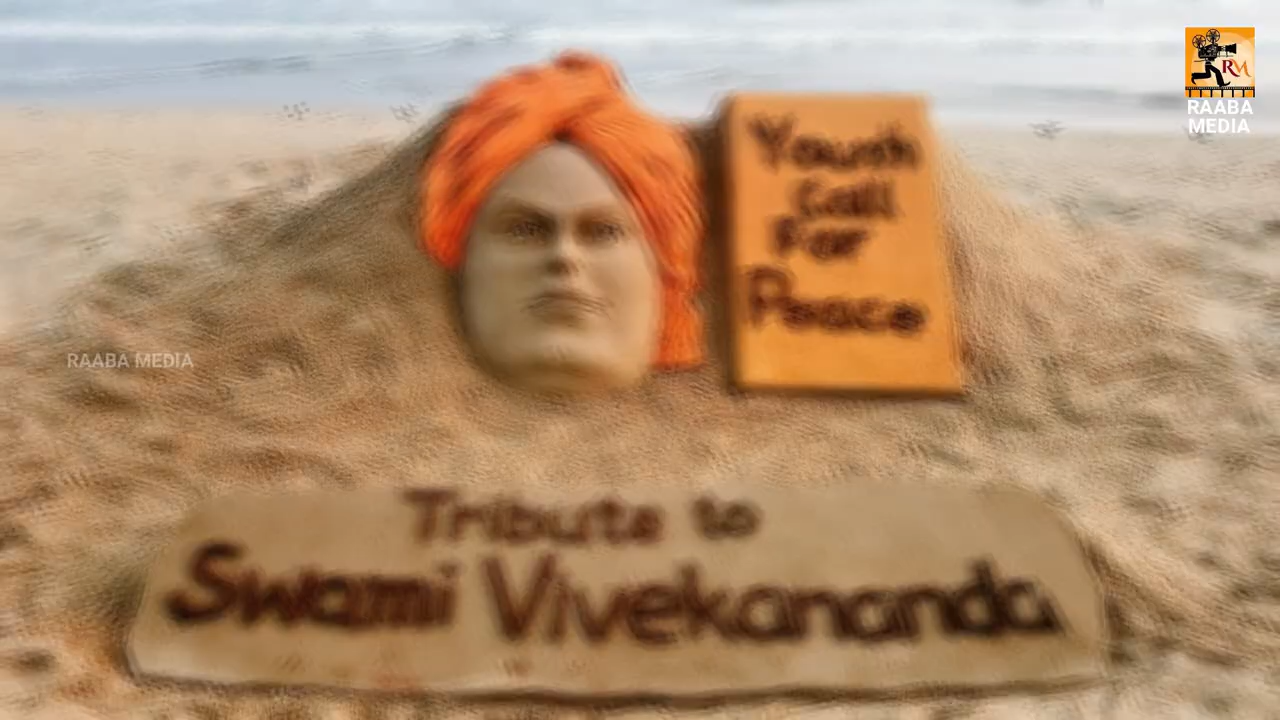 RAABA
MEDIA
Youth
Call
For
Peace
RAABA MEDIA
Tribute to
Swami Vivekananda